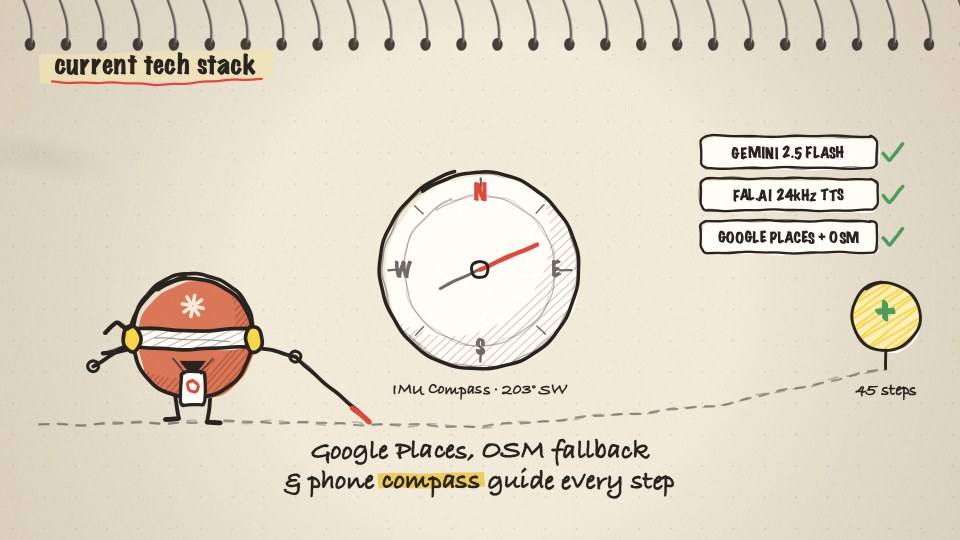 current tech stack
GEMINI 2.5 FLASH
FAL.AI 24kHz TTS
GOOGLE PLACES + OSM
N
W
E
S
IMU Compass · 203° SW
45 steps
Google Places, OSM fallback
& phone compass guide every step